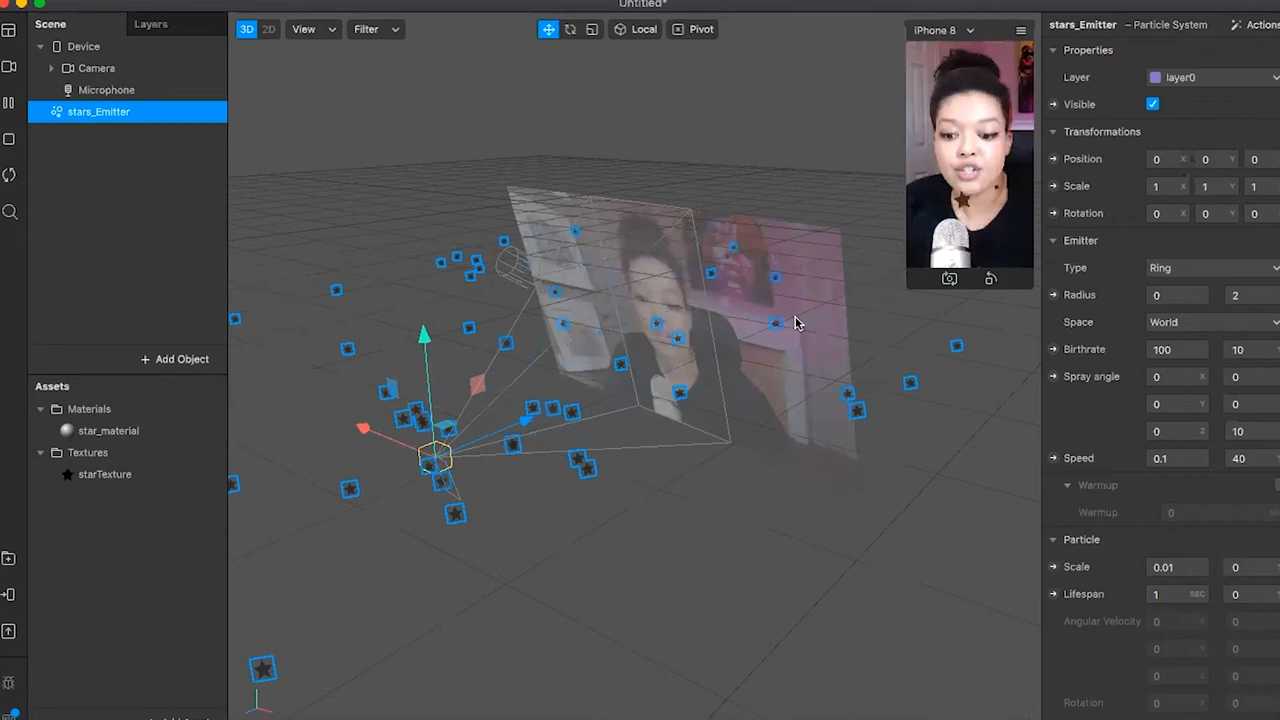 Untitled*
Scene Layers
3D 2D View Filter Local Pivot
iPhone 8
stars_Emitter – Particle System Actions
Device
Camera
Microphone
stars_Emitter
Add Object
Assets
Materials
star_material
Textures
starTexture
Properties
Layer layer0
Visible
Transformations
Position 0 X 0 Y 0
Scale 1 X 1 Y 1
Rotation 0 X 0 Y 0
Emitter
Type Ring
Radius 0 2
Space World
Birthrate 100 10
Spray angle 0 X 0
0 Y 0
0 Z 10
Speed 0.1 40
Warmup
Warmup 0
Particle
Scale 0.01 0
Lifespan 1 SEC 0
Angular Velocity 0 X 0
0 Y 0
0 Z 0
Rotation 0 X 0